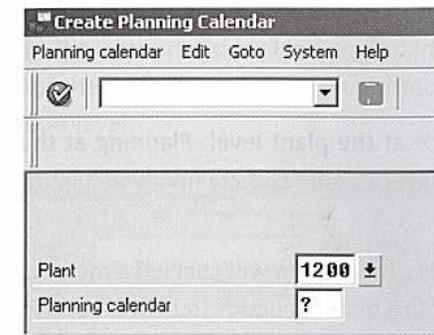 Create Planning Calendar
Planning calendar Edit Goto System Help
Plant 1200
Planning calendar ?